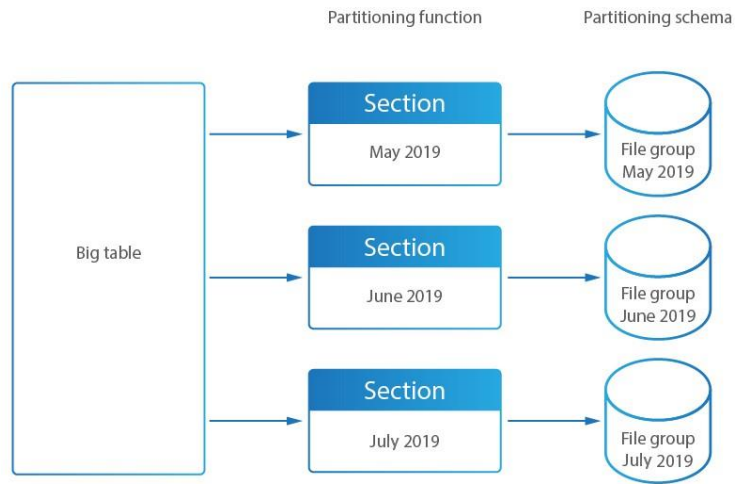 Partitioning function
Partitioning schema
Big table
Section
May 2019
File group
May 2019
Section
June 2019
File group
June 2019
Section
July 2019
File group
July 2019